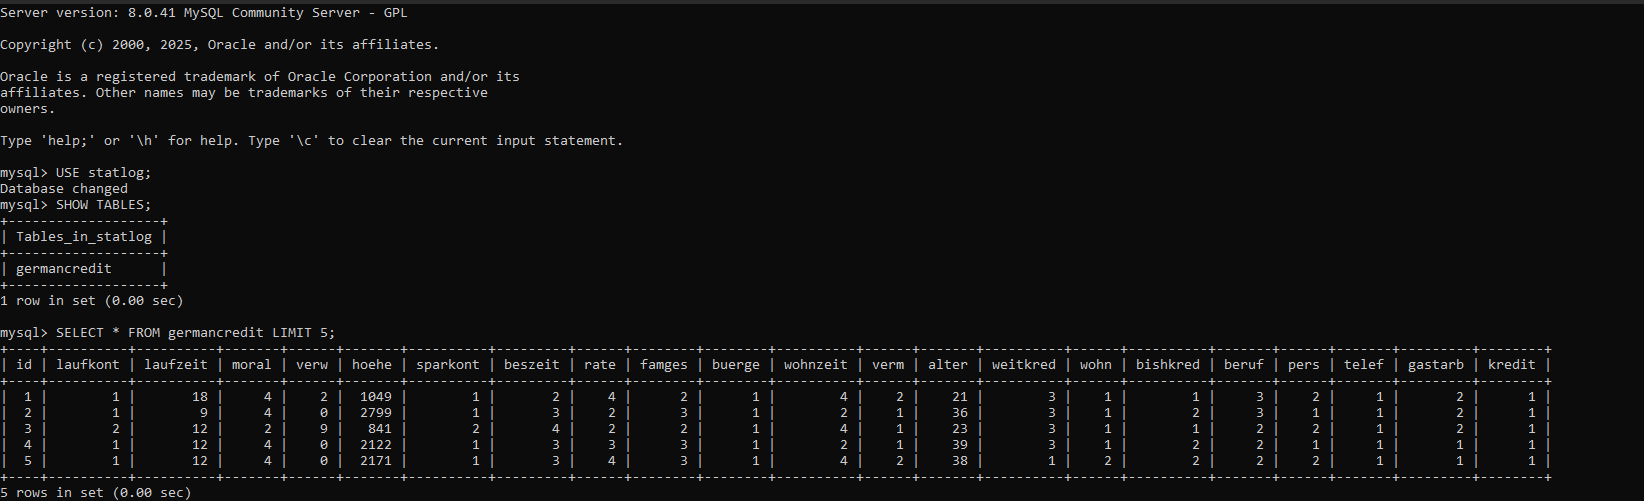 Server version: 8.0.41 MySQL Community Server - GPL
Copyright (c) 2000, 2025, Oracle and/or its affiliates.
Oracle is a registered trademark of Oracle Corporation and/or its
affiliates. Other names may be trademarks of their respective
owners.
Type 'help;' or '\h' for help. Type '\c' to clear the current input statement.
mysql> USE statlog;
Database changed
mysql> SHOW TABLES;
+-------------------+
| Tables_in_statlog |
+-------------------+
| germancredit      |
+-------------------+
1 row in set (0.00 sec)
mysql> SELECT * FROM germancredit LIMIT 5;
+----+----------+----------+-------+------+-------+----------+---------+------+--------+--------+----------+------+-------+----------+------+----------+-------+------+-------+---------+--------+
| id | laufkont | laufzeit | moral | verw | hoehe | sparkont | beszeit | rate | famges | buerge | wohnzeit | verm | alter | weitkred | wohn | bishkred | beruf | pers | telef | gastarb | kredit |
+----+----------+----------+-------+------+-------+----------+---------+------+--------+--------+----------+------+-------+----------+------+----------+-------+------+-------+---------+--------+
|  1 |        1 |       18 |     4 |    2 |  1049 |        1 |       2 |    4 |      2 |      1 |        4 |    2 |    21 |        3 |    1 |        1 |     3 |    2 |     1 |       2 |      1 |
|  2 |        1 |        9 |     4 |    0 |  2799 |        1 |       3 |    2 |      3 |      1 |        2 |    1 |    36 |        3 |    1 |        2 |     3 |    1 |     1 |       2 |      1 |
|  3 |        2 |       12 |     2 |    9 |   841 |        2 |       4 |    2 |      2 |      1 |        4 |    1 |    23 |        3 |    1 |        1 |     2 |    2 |     1 |       2 |      1 |
|  4 |        1 |       12 |     4 |    0 |  2122 |        1 |       3 |    3 |      3 |      1 |        2 |    1 |    39 |        3 |    1 |        2 |     2 |    1 |     1 |       1 |      1 |
|  5 |        1 |       12 |     4 |    0 |  2171 |        1 |       3 |    4 |      3 |      1 |        4 |    2 |    38 |        1 |    2 |        2 |     2 |    2 |     1 |       1 |      1 |
+----+----------+----------+-------+------+-------+----------+---------+------+--------+--------+----------+------+-------+----------+------+----------+-------+------+-------+---------+--------+
5 rows in set (0.00 sec)